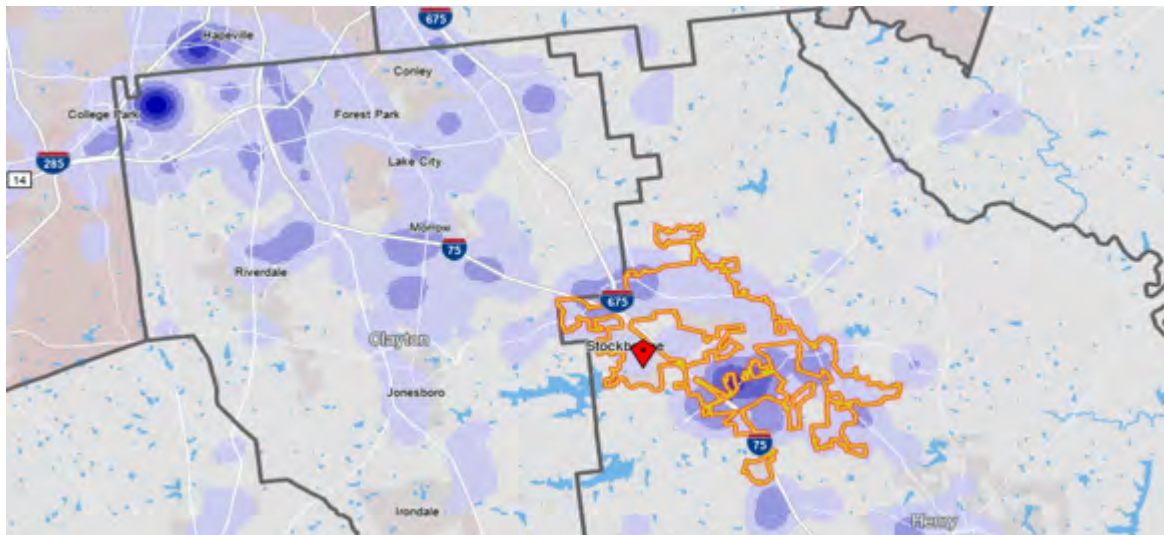 675
Hapeville
Conley
College Park
Forest Park
285
Lake City
14
Morrow
75
Riverdale
675
Clayton
Stockbridge
Jonesboro
75
Irondale
Henry